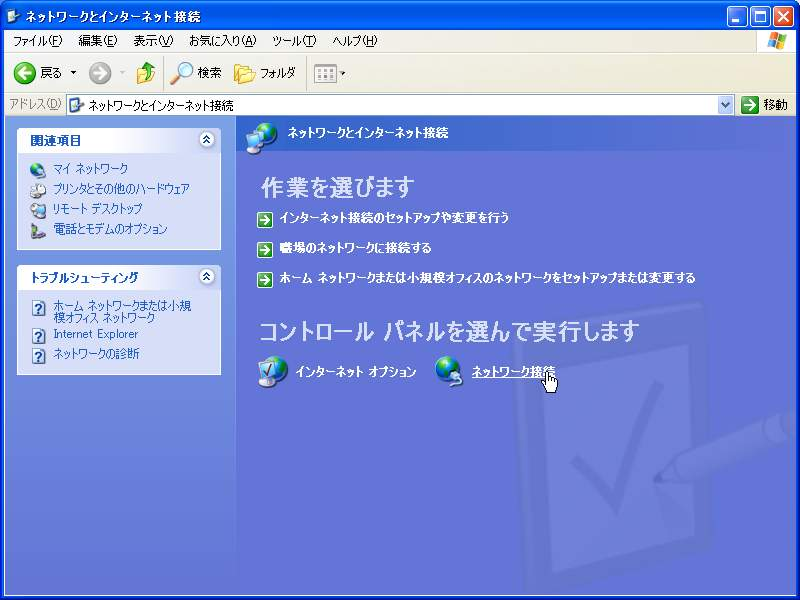 ネットワークとインターネット接続
ファイル(F) 編集(E) 表示(V) お気に入り(A) ツール(T) ヘルプ(H)
戻る 検索 フォルダ
アドレス(D) ネットワークとインターネット接続 移動
関連項目
マイ ネットワーク
プリンタとその他のハードウェア
リモート デスクトップ
電話とモデムのオプション
トラブルシューティング
ホーム ネットワークまたは小規
模オフィス ネットワーク
Internet Explorer
ネットワークの診断
ネットワークとインターネット接続
作業を選びます
インターネット接続のセットアップや変更を行う
職場のネットワークに接続する
ホーム ネットワークまたは小規模オフィスのネットワークをセットアップまたは変更する
コントロール パネルを選んで実行します
インターネット オプション ネットワーク接続